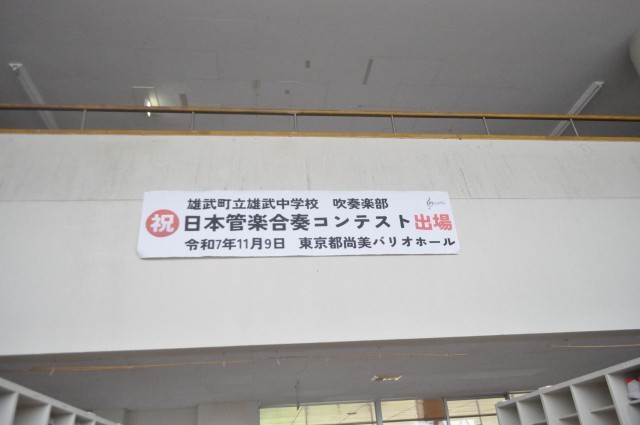 雄武町立雄武中学校 吹奏楽部
祝 日本管楽合奏コンテスト 出場
令和7年11月9日 東京都尚美バリオホール